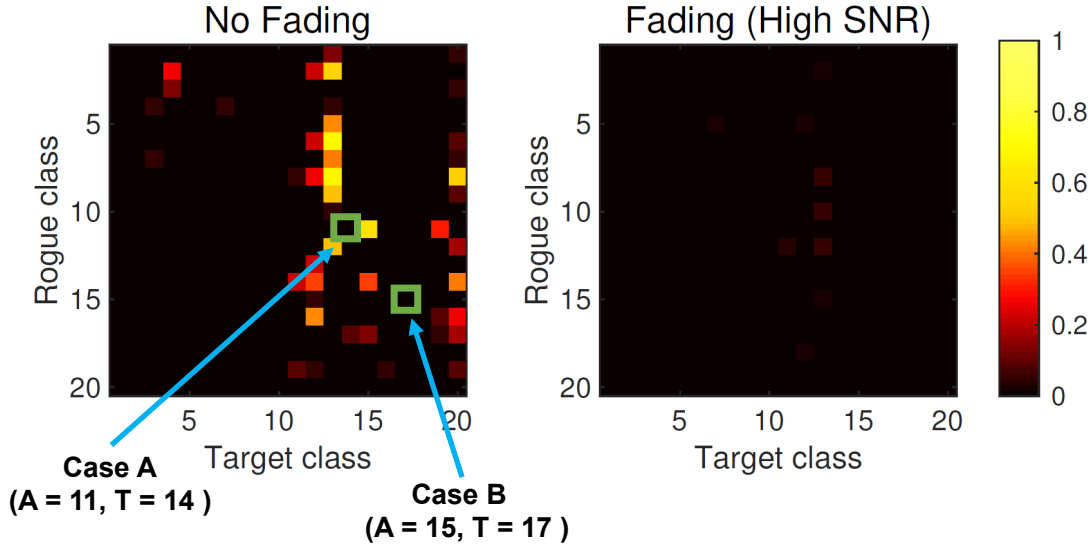 No Fading
Fading (High SNR)
Rogue class
5
10
15
20
5
10
15
20
Target class
Rogue class
5
10
15
20
5
10
15
20
Target class
1
0.8
0.6
0.4
0.2
0
Case A
(A = 11, T = 14 )
Case B
(A = 15, T = 17 )